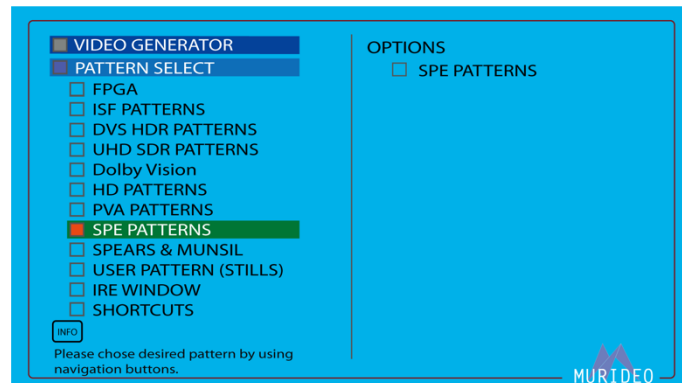 VIDEO GENERATOR
PATTERN SELECT
FPGA
ISF PATTERNS
DVS HDR PATTERNS
UHD SDR PATTERNS
Dolby Vision
HD PATTERNS
PVA PATTERNS
SPE PATTERNS
SPEARS & MUNSIL
USER PATTERN (STILLS)
IRE WINDOW
SHORTCUTS
INFO
Please chose desired pattern by using
navigation buttons.
OPTIONS
SPE PATTERNS
MURIDEO